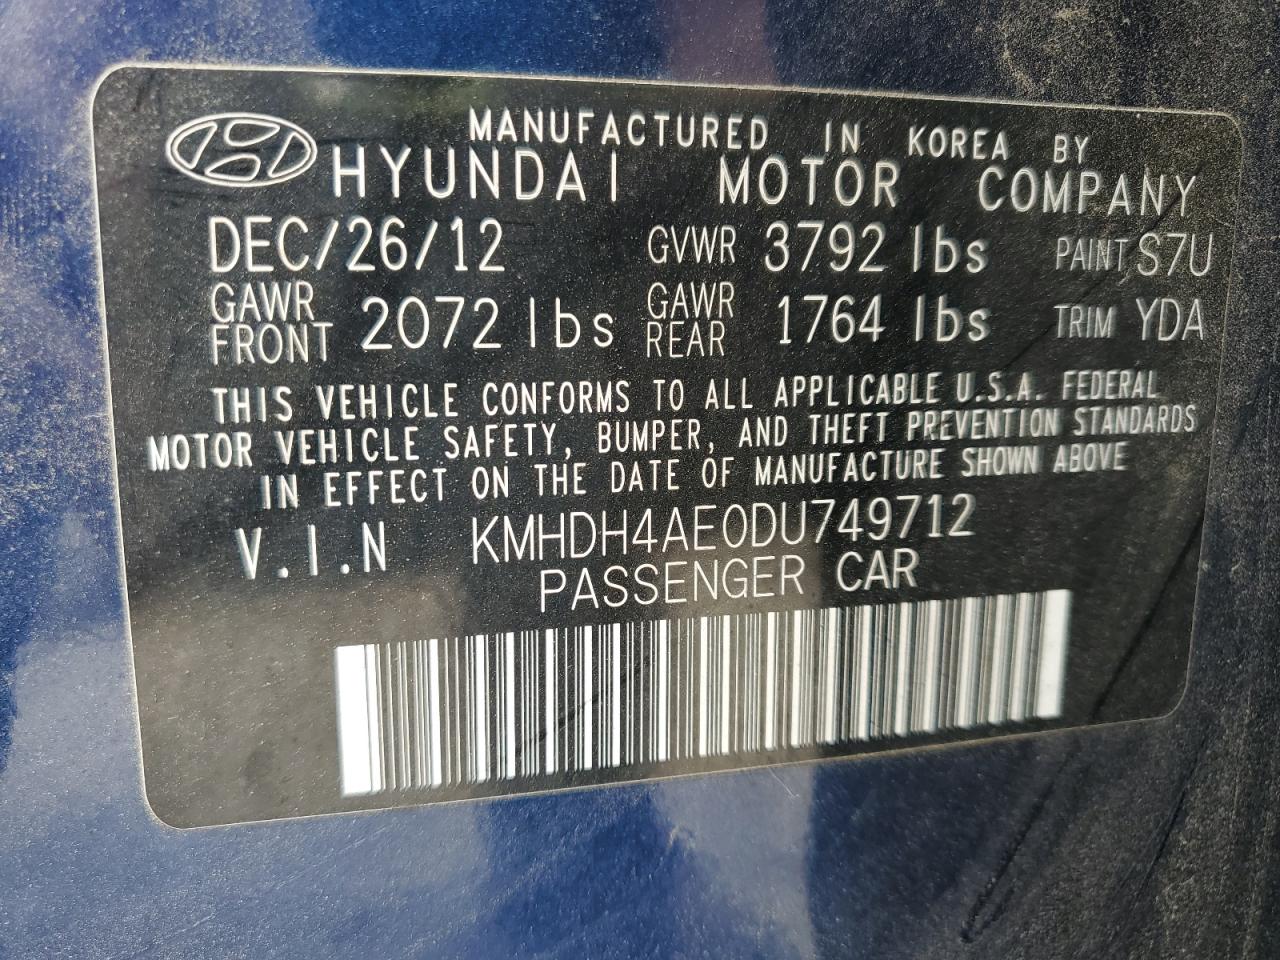 MANUFACTURED IN KOREA BY
HYUNDAI MOTOR COMPANY
DEC/26/12 GVWR 3792 lbs PAINT S7U
GAWR FRONT 2072 lbs GAWR REAR 1764 lbs TRIM YDA
THIS VEHICLE CONFORMS TO ALL APPLICABLE U.S.A. FEDERAL
MOTOR VEHICLE SAFETY, BUMPER, AND THEFT PREVENTION STANDARDS
IN EFFECT ON THE DATE OF MANUFACTURE SHOWN ABOVE
V.I.N KMHDH4AE0DU749712
PASSENGER CAR